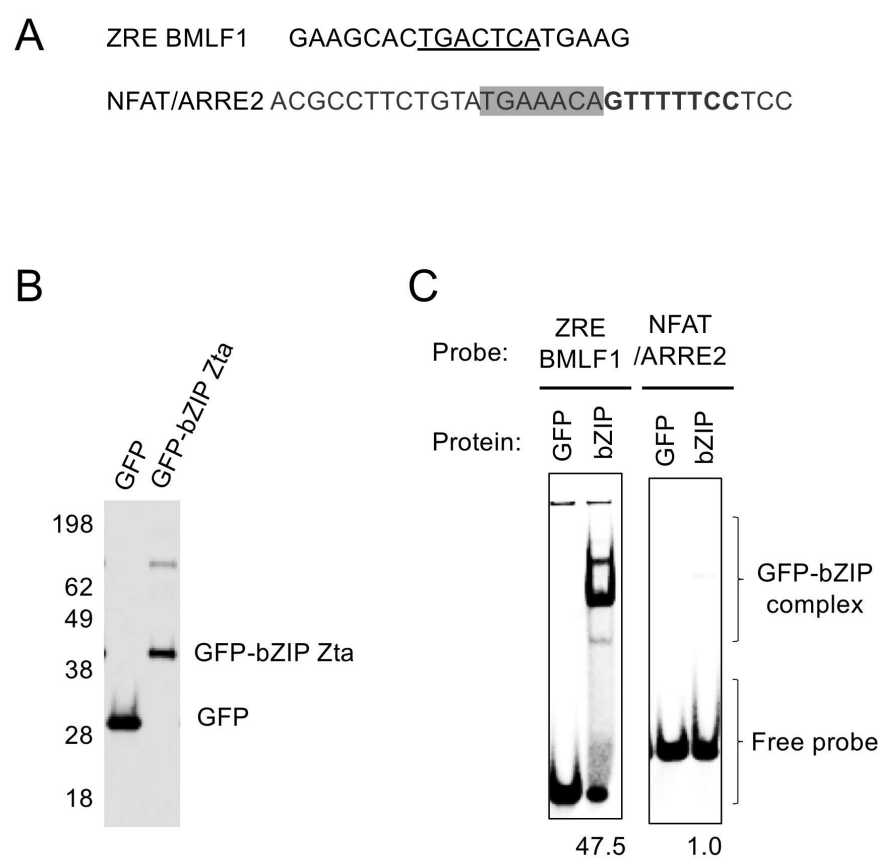 A
ZRE BMLF1 GAAGCACTGACTCATGAAG
NFAT/ARRE2 ACGCCTTCTGTATGAAACAGTTTTTCCTCC
B
GFP
GFP-bZIP Zta
198
62
49
38
28
18
GFP-bZIP Zta
GFP
C
Probe:
ZRE
BMLF1
NFAT
/ARRE2
Protein:
GFP
bZIP
GFP
bZIP
GFP-bZIP
complex
Free probe
47.5
1.0